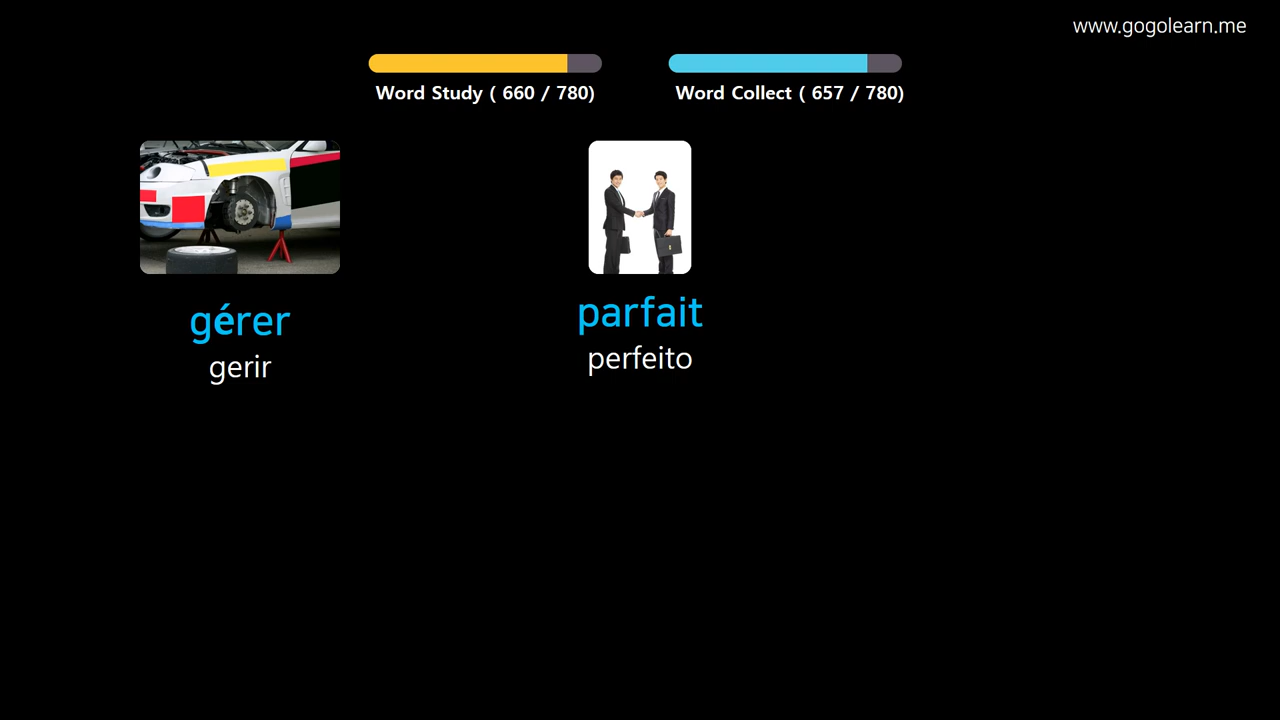 www.gogolearn.me
Word Study ( 660 / 780)
Word Collect ( 657 / 780)
gérer
gerir
parfait
perfeito